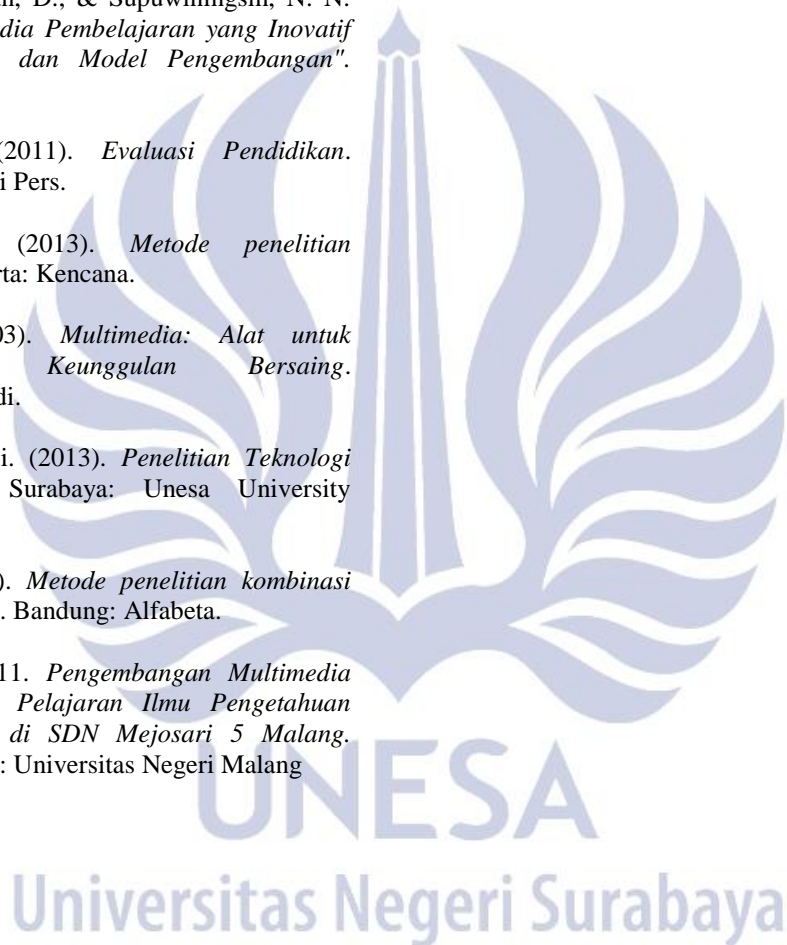 D., & Supuwiningsih, N. N.
dia Pembelajaran yang Inovatif
dan Model Pengembangan".
(2011). Evaluasi Pendidikan.
i Pers.
(2013). Metode penelitian
rta: Kencana.
03). Multimedia: Alat untuk
Keunggulan Bersaing.
di.
i. (2013). Penelitian Teknologi
Surabaya: Unesa University
). Metode penelitian kombinasi
. Bandung: Alfabeta.
11. Pengembangan Multimedia
Pelajaran Ilmu Pengetahuan
di SDN Mejosari 5 Malang.
: Universitas Negeri Malang
UNESA
Universitas Negeri Surabaya